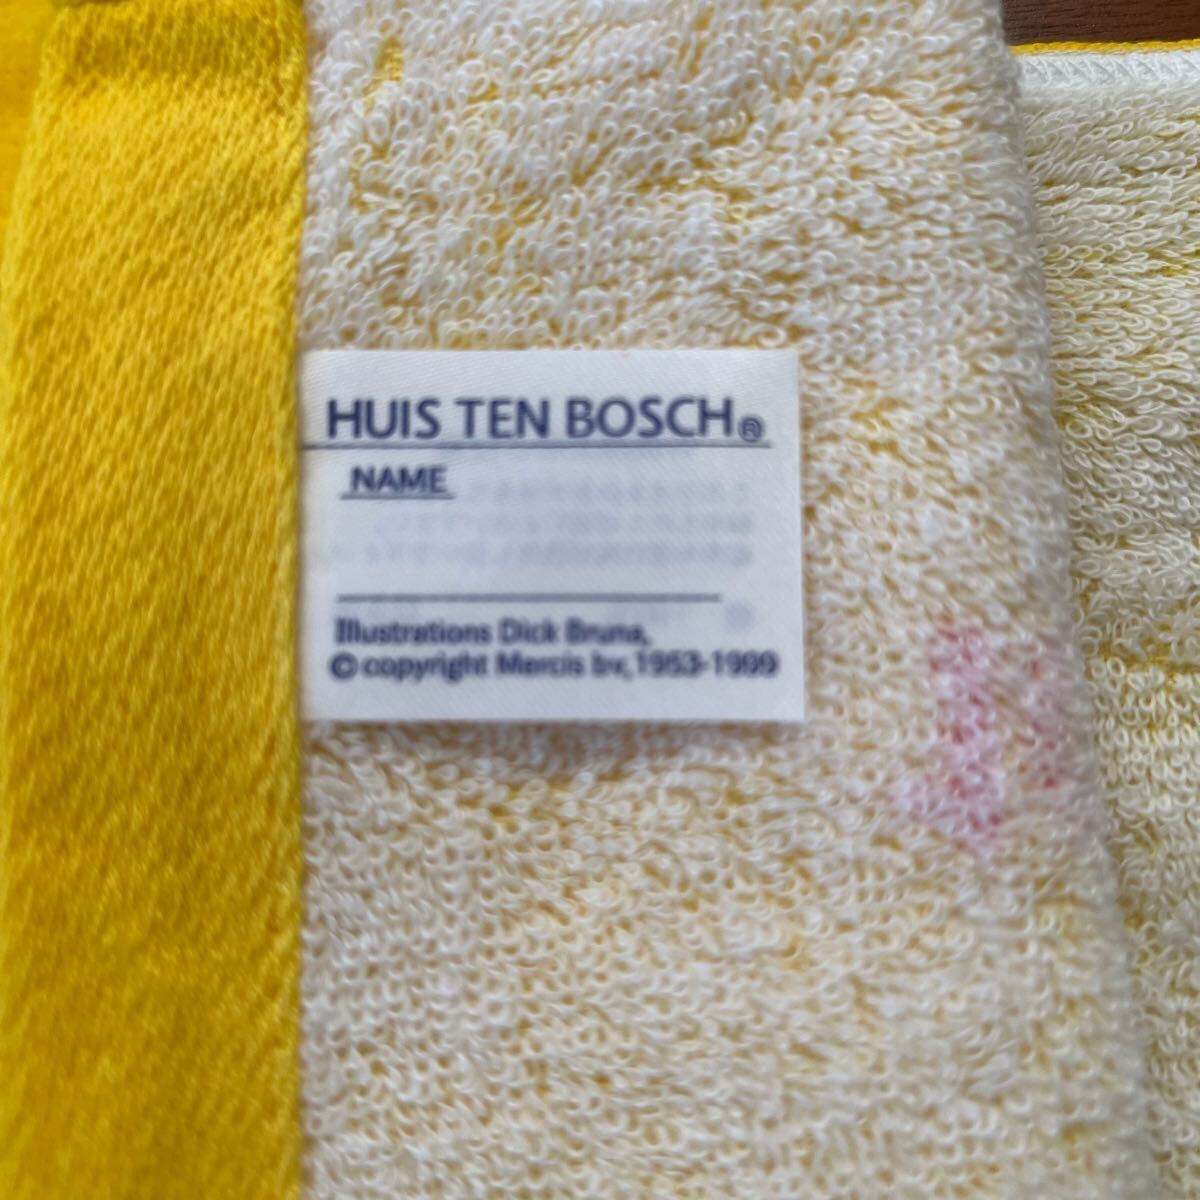 HUIS TEN BOSCH®
NAME
Illustrations Dick Bruna,
© copyright Mercis bv, 1953-1999